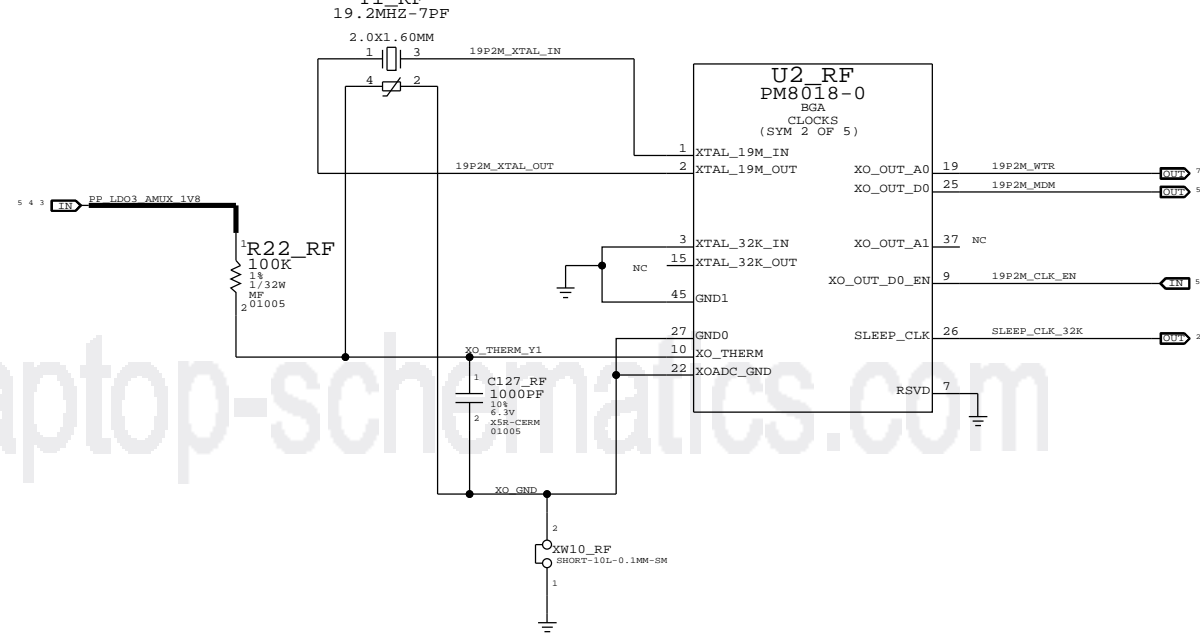 19.2MHZ-7PF
2.0X1.60MM
1 3
19P2M_XTAL_IN
4 2
U2_RF
PM8018-0
BGA
CLOCKS
(SYM 2 OF 5)
1 XTAL_19M_IN
19P2M_XTAL_OUT
2 XTAL_19M_OUT
XO_OUT_A0 19 19P2M_WTR OUT 7
XO_OUT_D0 25 19P2M_MDM OUT 5
5 4 3 IN PP_LDO3_AMUX_1V8
3 XTAL_32K_IN
XO_OUT_A1 37 NC
NC 15 XTAL_32K_OUT
XO_OUT_D0_EN 9 19P2M_CLK_EN IN 5
45 GND1
1 R22_RF
100K
1%
1/32W
MF
2 01005
27 GND0
SLEEP_CLK 26 SLEEP_CLK_32K OUT 2
XO_THERM_Y1
10 XO_THERM
22 XOADC_GND
RSVD 7
1 C127_RF
1000PF
10%
6.3V
2 X5R-CERM
01005
laptop-schematics.com
XO_GND
2
XW10_RF
SHORT-10L-0.1MM-SM
1